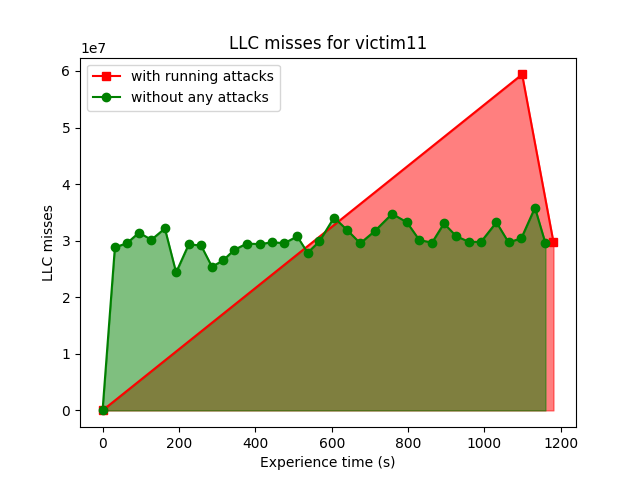 LLC misses for victim11
1e7
with running attacks
without any attacks
6
5
4
3
2
1
0
LLC misses
0 200 400 600 800 1000 1200
Experience time (s)